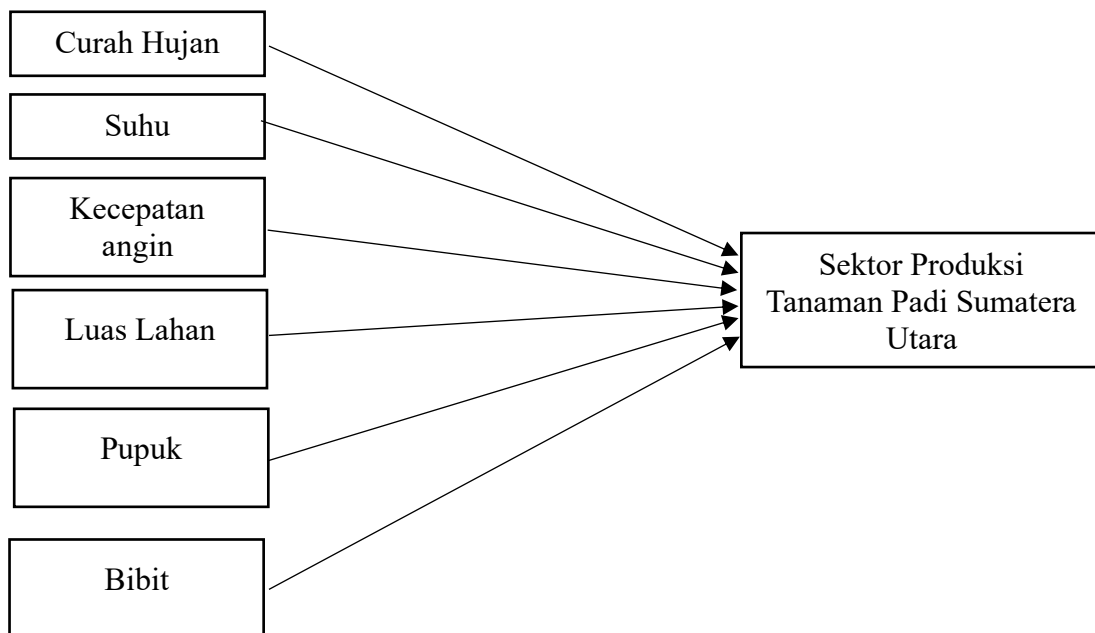 Curah Hujan
Suhu
Kecepatan
angin
Luas Lahan
Pupuk
Bibit
Sektor Produksi
Tanaman Padi Sumatera
Utara